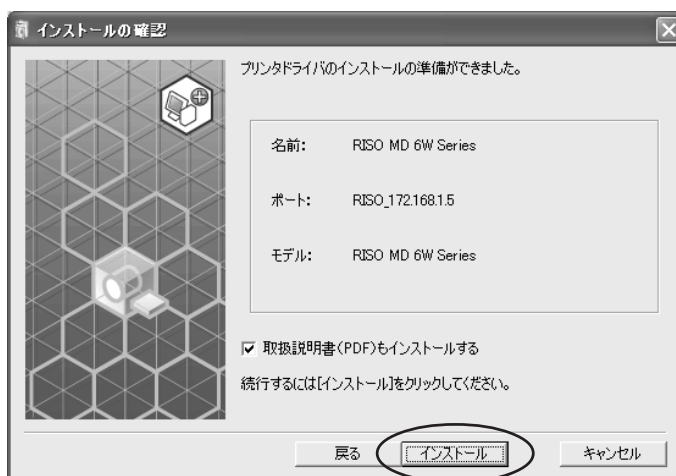 インストールの確認
プリンタドライバのインストールの準備ができました。
名前: RISO MD 6W Series
ポート: RISO_172.168.1.5
モデル: RISO MD 6W Series
取扱説明書(PDF)もインストールする
続行するには[インストール]をクリックしてください。
戻る インストール キャンセル